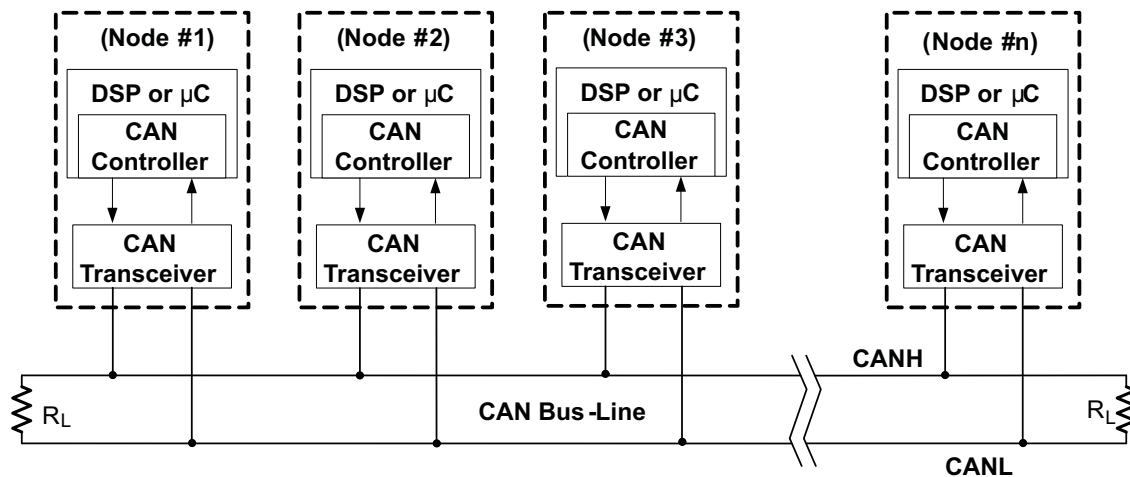 (Node #1)
DSP or µC
CAN
Controller
CAN
Transceiver
(Node #2)
DSP or µC
CAN
Controller
CAN
Transceiver
(Node #3)
DSP or µC
CAN
Controller
CAN
Transceiver
(Node #n)
DSP or µC
CAN
Controller
CAN
Transceiver
CANH
RL
CAN Bus-Line
RL
CANL